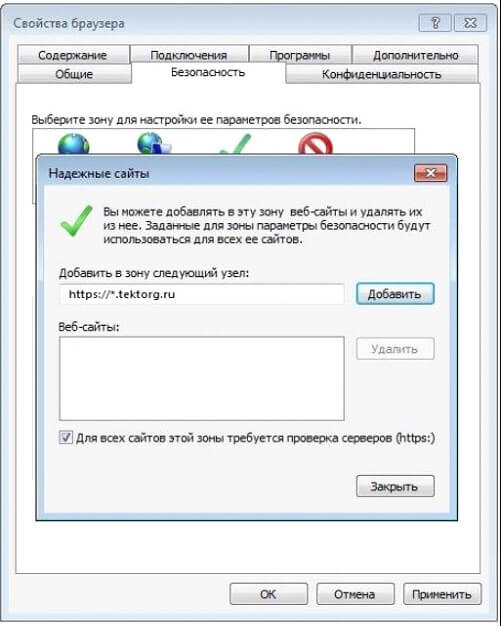 Свойства браузера
Содержание Подключения Программы Дополнительно
Общие Безопасность Конфиденциальность
Выберите зону для настройки ее параметров безопасности.
Надежные сайты
Вы можете добавлять в эту зону веб-сайты и удалять их
из нее. Заданные для зоны параметры безопасности будут
использоваться для всех ее сайтов.
Добавить в зону следующий узел:
https://*.tektorg.ru Добавить
Веб-сайты:
Удалить
Для всех сайтов этой зоны требуется проверка серверов (https:)
Закрыть
OK Отмена Применить